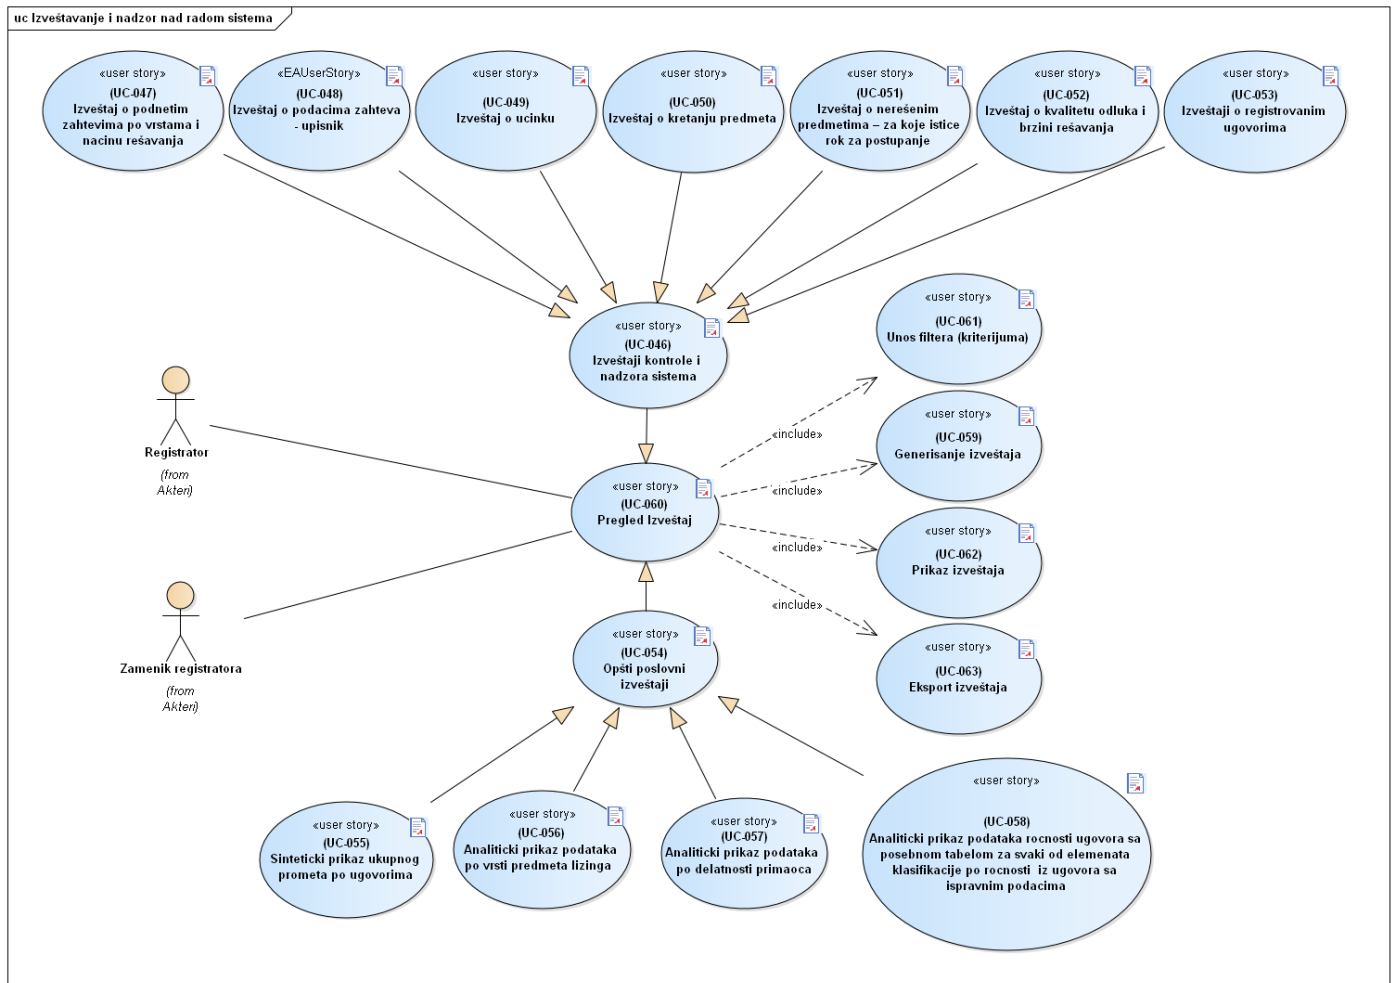 uc Izveštavanje i nadzor nad radom sistema
«user story»
(UC-047)
Izveštaj o podnetim
zahtevima po vrstama i
nacinu rešavanja
«EAUserStory»
(UC-048)
Izveštaj o podacima zahteva
- upisnik
«user story»
(UC-049)
Izveštaj o ucinku
«user story»
(UC-050)
Izveštaj o kretanju predmeta
«user story»
(UC-051)
Izveštaj o nerešenim
predmetima – za koje istice
rok za postupanje
«user story»
(UC-052)
Izveštaj o kvalitetu odluka i
brzini rešavanja
«user story»
(UC-053)
Izveštaji o registrovanim
ugovorima
«user story»
(UC-046)
Izveštaji kontrole i
nadzora sistema
«user story»
(UC-061)
Unos filtera (kriterijuma)
«include»
Registrator
(from
Akteri)
«user story»
(UC-059)
Generisanje izveštaja
«include»
«user story»
(UC-060)
Pregled Izveštaj
«user story»
(UC-062)
Prikaz izveštaja
«include»
Zamenik registratora
(from
Akteri)
«include»
«user story»
(UC-063)
Eksport izveštaja
«user story»
(UC-054)
Opšti poslovni
izveštaji
«user story»
(UC-055)
Sinteticki prikaz ukupnog
prometa po ugovorima
«user story»
(UC-056)
Analiticki prikaz podataka
po vrsti predmeta lizinga
«user story»
(UC-057)
Analiticki prikaz podataka
po delatnosti primaoca
«user story»
(UC-058)
Analiticki prikaz podataka rocnosti ugovora sa
posebnom tabelom za svaki od elemenata
klasifikacije po rocnosti  iz ugovora sa
ispravnim podacima